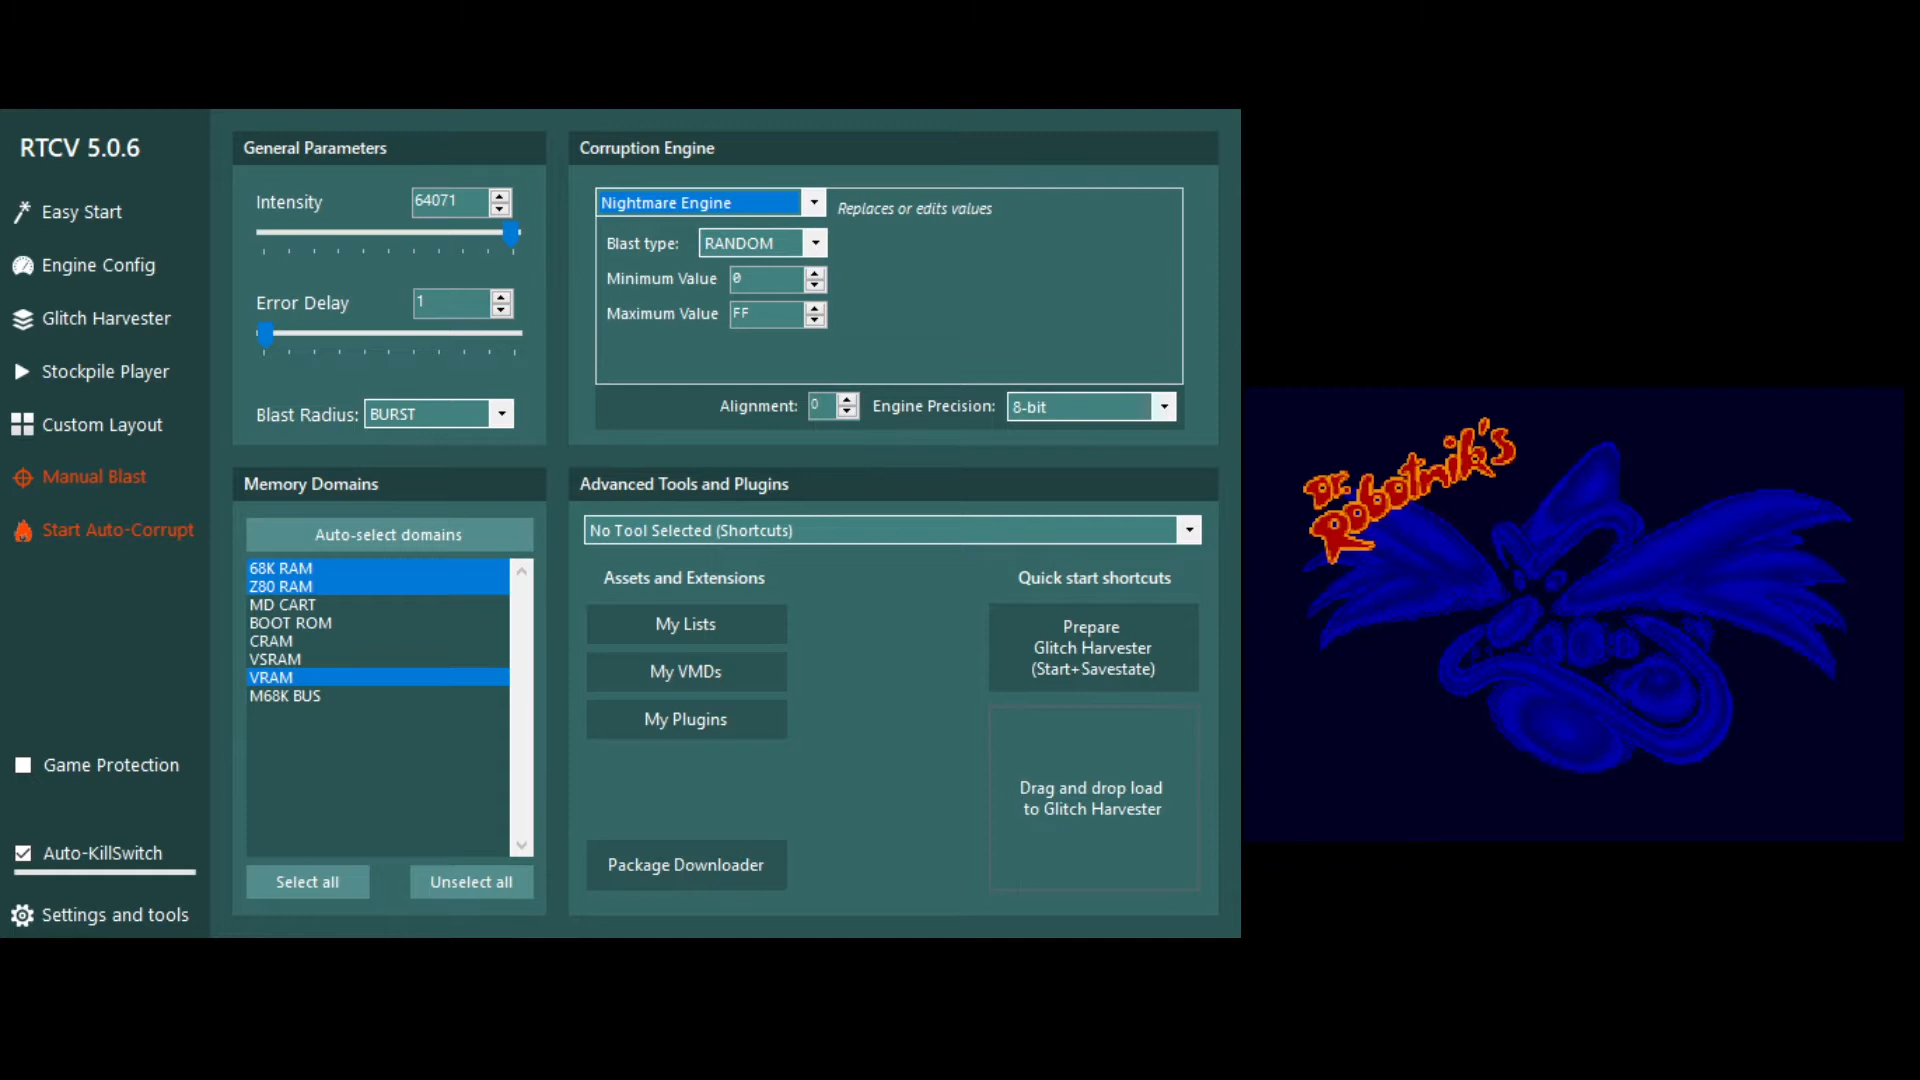 RTCV 5.0.6
Easy Start
Engine Config
Glitch Harvester
Stockpile Player
Custom Layout
Manual Blast
Start Auto-Corrupt
Game Protection
Auto-KillSwitch
Settings and tools
General Parameters
Intensity 64071
Error Delay 1
Blast Radius: BURST
Corruption Engine
Nightmare Engine Replaces or edits values
Blast type: RANDOM
Minimum Value 0
Maximum Value FF
Alignment: 0 Engine Precision: 8-bit
Memory Domains
Auto-select domains
68K RAM
Z80 RAM
MD CART
BOOT ROM
CRAM
VSRAM
VRAM
M68K BUS
Select all Unselect all
Advanced Tools and Plugins
No Tool Selected (Shortcuts)
Assets and Extensions
My Lists
My VMDs
My Plugins
Package Downloader
Quick start shortcuts
Prepare
Glitch Harvester
(Start+Savestate)
Drag and drop load
to Glitch Harvester
Dr.
Robotnik's